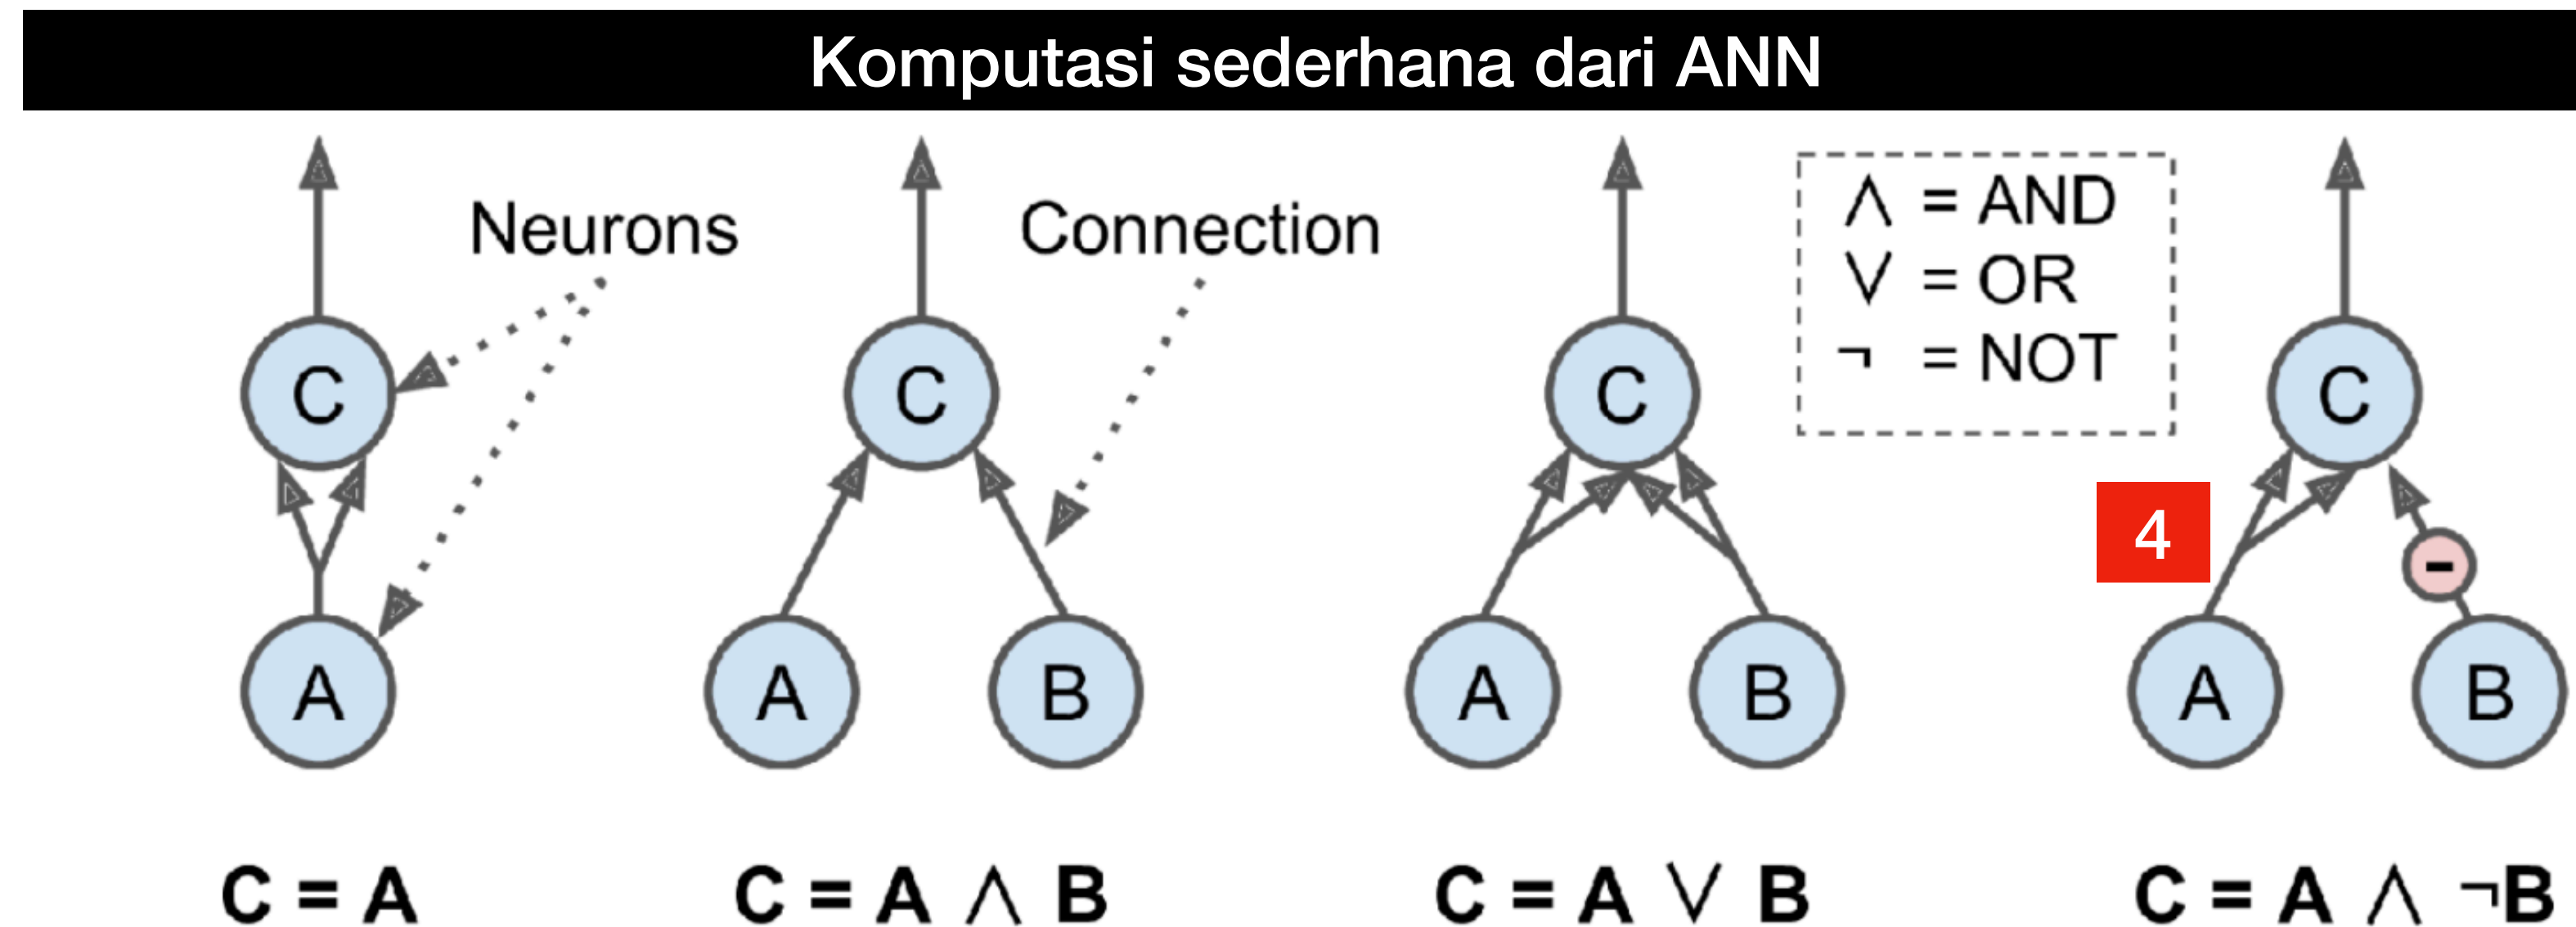 Komputasi sederhana dari ANN
Neurons
Connection
∧ = AND
∨ = OR
¬ = NOT
C
C
C
C
4
-
A
A
B
A
B
A
B
C = A
C = A ∧ B
C = A ∨ B
C = A ∧ ¬B